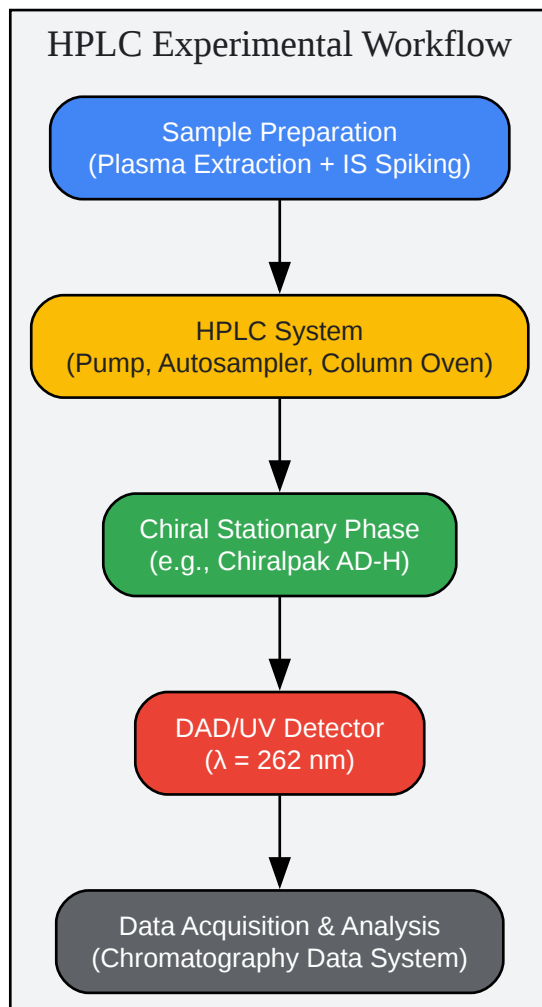 HPLC Experimental Workflow
Sample Preparation
(Plasma Extraction + IS Spiking)
HPLC System
(Pump, Autosampler, Column Oven)
Chiral Stationary Phase
(e.g., Chiralpak AD-H)
DAD/UV Detector
(λ = 262 nm)
Data Acquisition & Analysis
(Chromatography Data System)